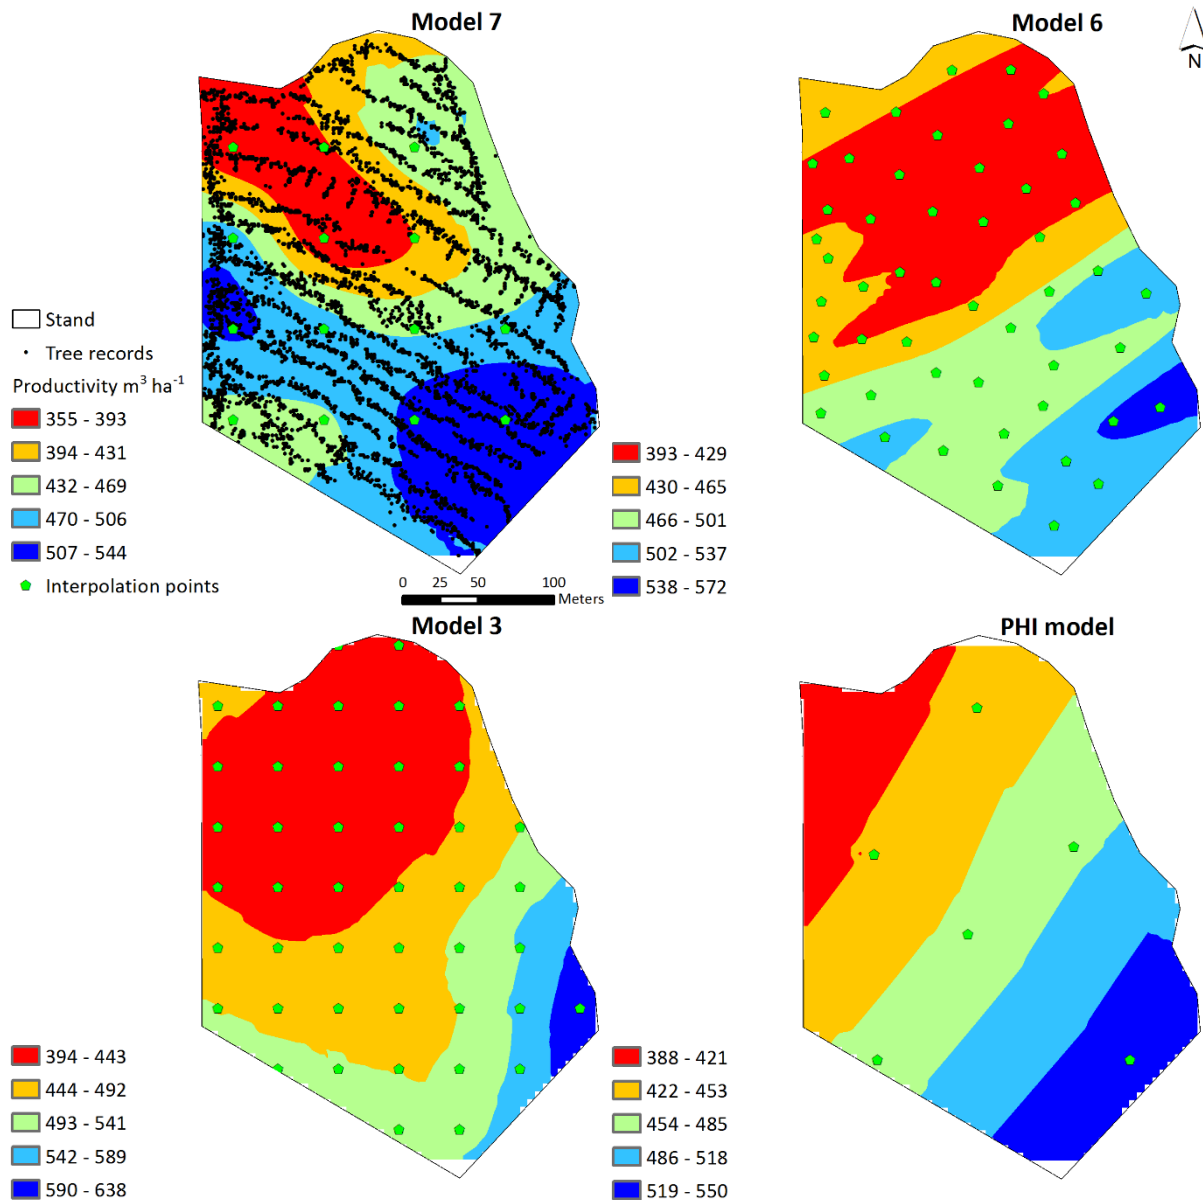 Model 7
Model 6
N
Stand
Tree records
Productivity m³ ha⁻¹
355 - 393
394 - 431
432 - 469
470 - 506
507 - 544
Interpolation points
0 25 50 100
Meters
393 - 429
430 - 465
466 - 501
502 - 537
538 - 572
Model 3
PHI model
394 - 443
444 - 492
493 - 541
542 - 589
590 - 638
388 - 421
422 - 453
454 - 485
486 - 518
519 - 550